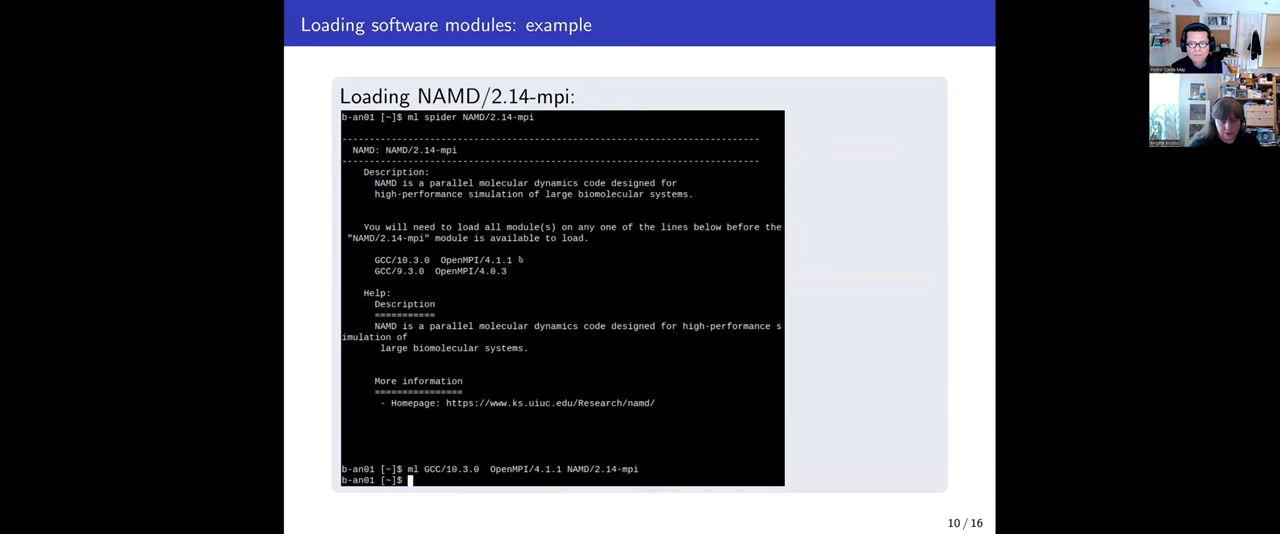 Loading software modules: example
Loading NAMD/2.14-mpi:
b-an01 [~]$ ml spider NAMD/2.14-mpi
----------------------------------------------------------------------------
NAMD: NAMD/2.14-mpi
----------------------------------------------------------------------------
Description:
NAMD is a parallel molecular dynamics code designed for
high-performance simulation of large biomolecular systems.
You will need to load all module(s) on any one of the lines below before the
"NAMD/2.14-mpi" module is available to load.
GCC/10.3.0 OpenMPI/4.1.1
GCC/9.3.0 OpenMPI/4.0.3
Help:
Description
===========
NAMD is a parallel molecular dynamics code designed for high-performance s
imulation of
large biomolecular systems.
More information
================
- Homepage: https://www.ks.uiuc.edu/Research/namd/
b-an01 [~]$ ml GCC/10.3.0 OpenMPI/4.1.1 NAMD/2.14-mpi
b-an01 [~]$
10 / 16